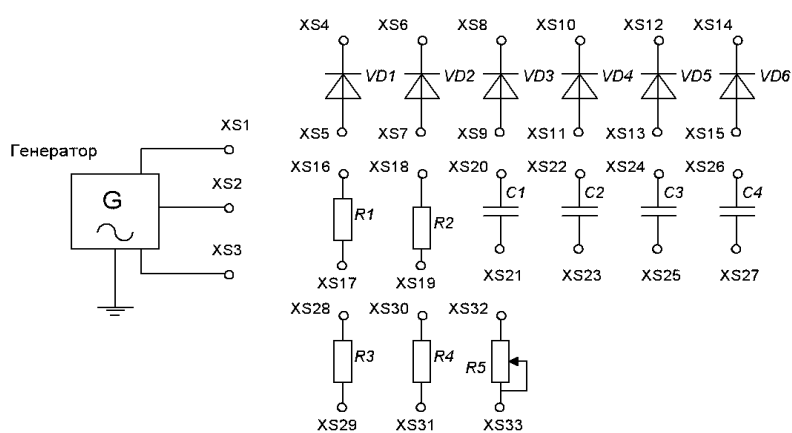 XS4 XS6 XS8 XS10 XS12 XS14
VD1 VD2 VD3 VD4 VD5 VD6
XS1 XS5 XS7 XS9 XS11 XS13 XS15
Генератор
XS16 XS18 XS20 XS22 XS24 XS26
XS2
G
C1 C2 C3 C4
R1 R2
XS3
XS17 XS19 XS21 XS23 XS25 XS27
XS28 XS30 XS32
R3 R4 R5
XS29 XS31 XS33